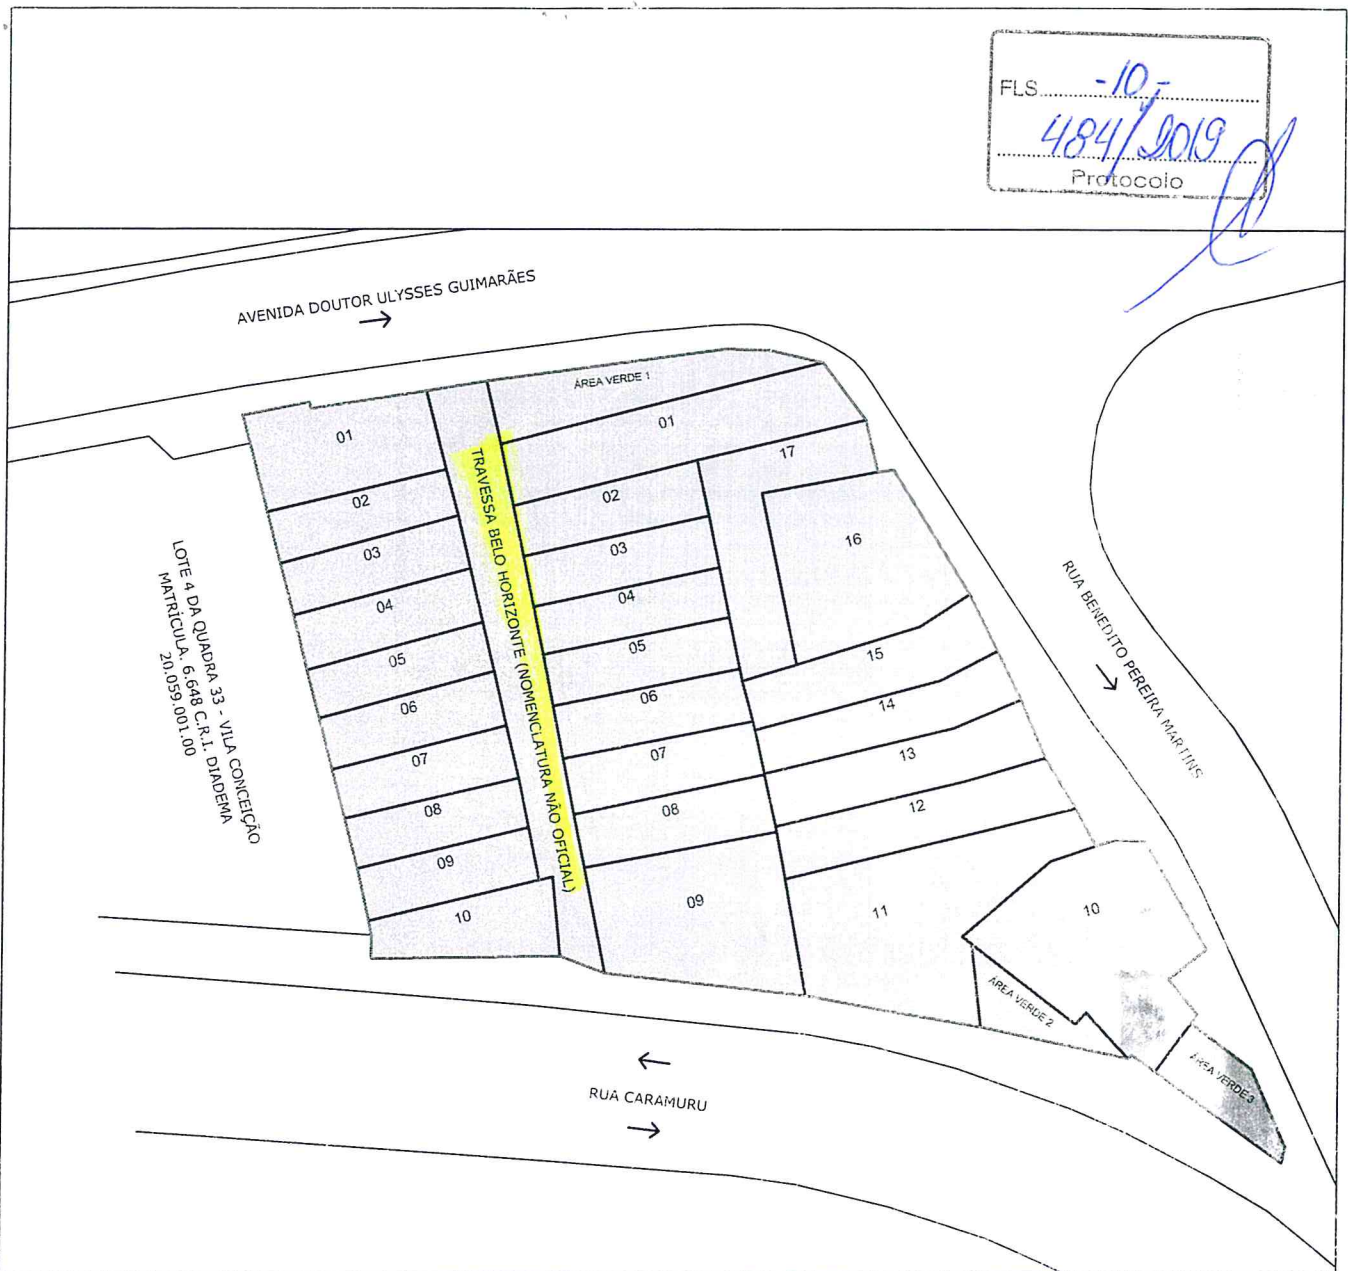 FLS. -10-
484/2019
Protocolo
AVENIDA DOUTOR ULYSSES GUIMARÃES
ÁREA VERDE 1
01
02
03
04
05
06
07
08
09
10
TRAVESSA BELO HORIZONTE (NOMENCLATURA NÃO OFICIAL)
01
02
03
04
05
06
07
08
09
17
16
15
14
13
12
11
10
ÁREA VERDE 2
ÁREA VERDE 3
LOTE 4 DA QUADRA 33 - VILA CONCEIÇÃO
MATRÍCULA 6.648 C.R.I. DIADEMA
20.059.001.00
RUA BENEDITO PEREIRA MARTINS
RUA CARAMURU